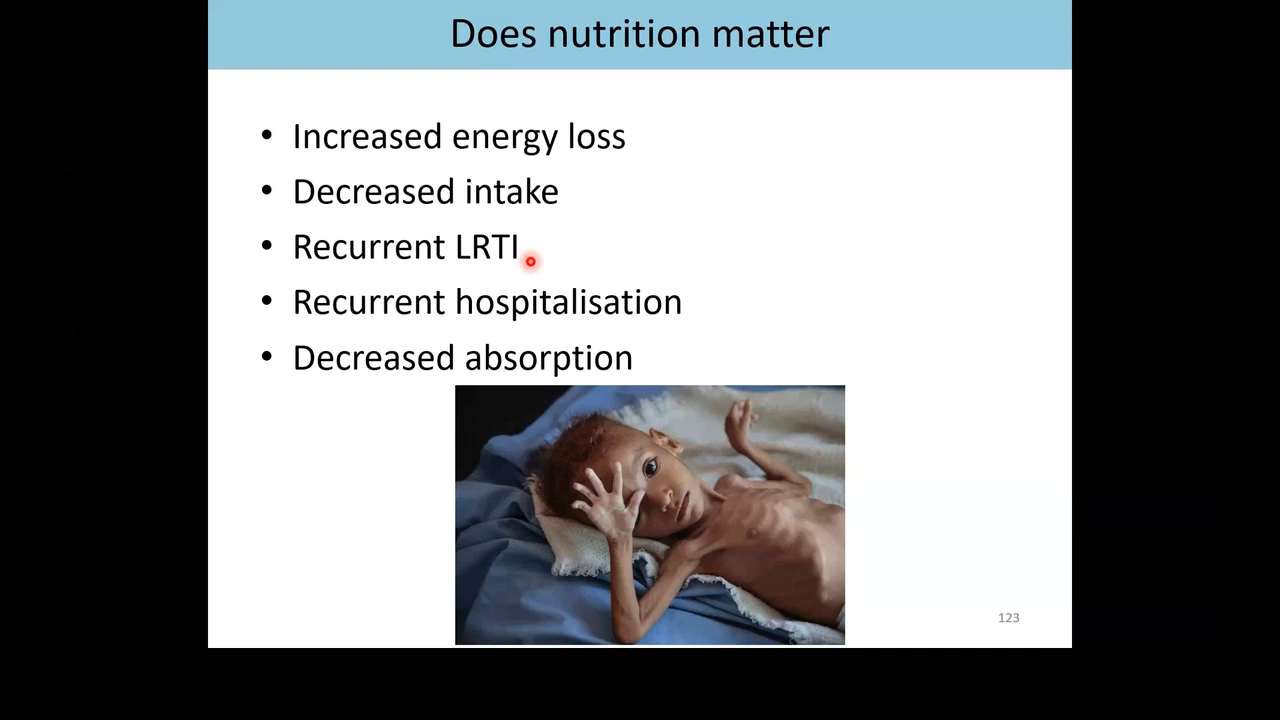 Does nutrition matter
• Increased energy loss
• Decreased intake
• Recurrent LRTI
• Recurrent hospitalisation
• Decreased absorption
123